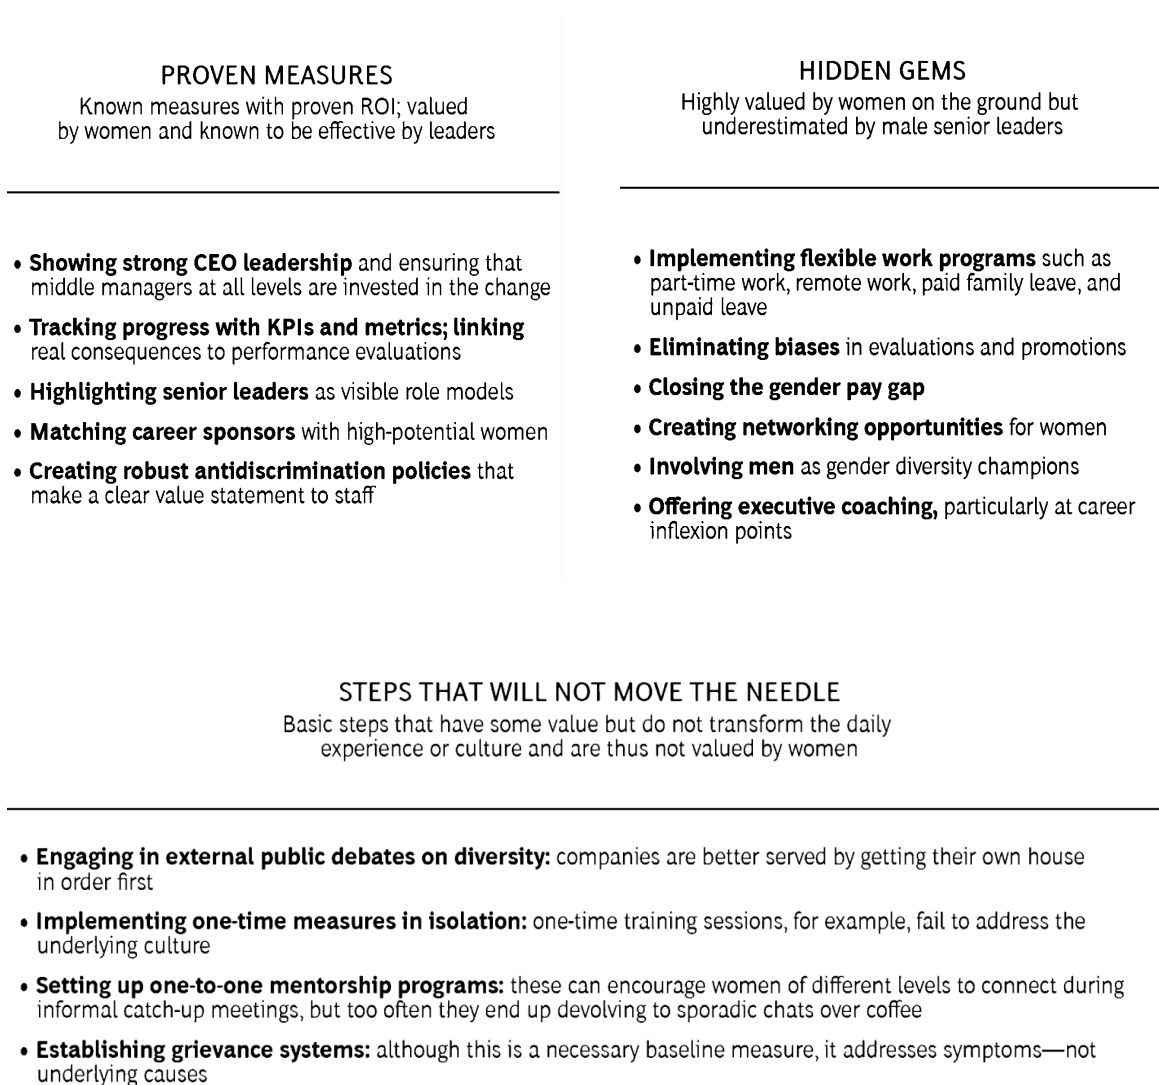 PROVEN MEASURES
Known measures with proven ROI; valued
by women and known to be effective by leaders
• Showing strong CEO leadership and ensuring that
middle managers at all levels are invested in the change
• Tracking progress with KPIs and metrics; linking
real consequences to performance evaluations
• Highlighting senior leaders as visible role models
• Matching career sponsors with high-potential women
• Creating robust antidiscrimination policies that
make a clear value statement to staff
HIDDEN GEMS
Highly valued by women on the ground but
underestimated by male senior leaders
• Implementing flexible work programs such as
part-time work, remote work, paid family leave, and
unpaid leave
• Eliminating biases in evaluations and promotions
• Closing the gender pay gap
• Creating networking opportunities for women
• Involving men as gender diversity champions
• Offering executive coaching, particularly at career
inflexion points
STEPS THAT WILL NOT MOVE THE NEEDLE
Basic steps that have some value but do not transform the daily
experience or culture and are thus not valued by women
• Engaging in external public debates on diversity: companies are better served by getting their own house
in order first
• Implementing one-time measures in isolation: one-time training sessions, for example, fail to address the
underlying culture
• Setting up one-to-one mentorship programs: these can encourage women of different levels to connect during
informal catch-up meetings, but too often they end up devolving to sporadic chats over coffee
• Establishing grievance systems: although this is a necessary baseline measure, it addresses symptoms—not
underlying causes